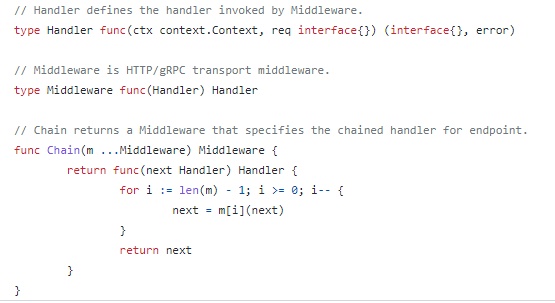 // Handler defines the handler invoked by Middleware.
type Handler func(ctx context.Context, req interface{}) (interface{}, error)
// Middleware is HTTP/gRPC transport middleware.
type Middleware func(Handler) Handler
// Chain returns a Middleware that specifies the chained handler for endpoint.
func Chain(m ...Middleware) Middleware {
return func(next Handler) Handler {
for i := len(m) - 1; i >= 0; i-- {
next = m[i](next)
}
return next
}
}